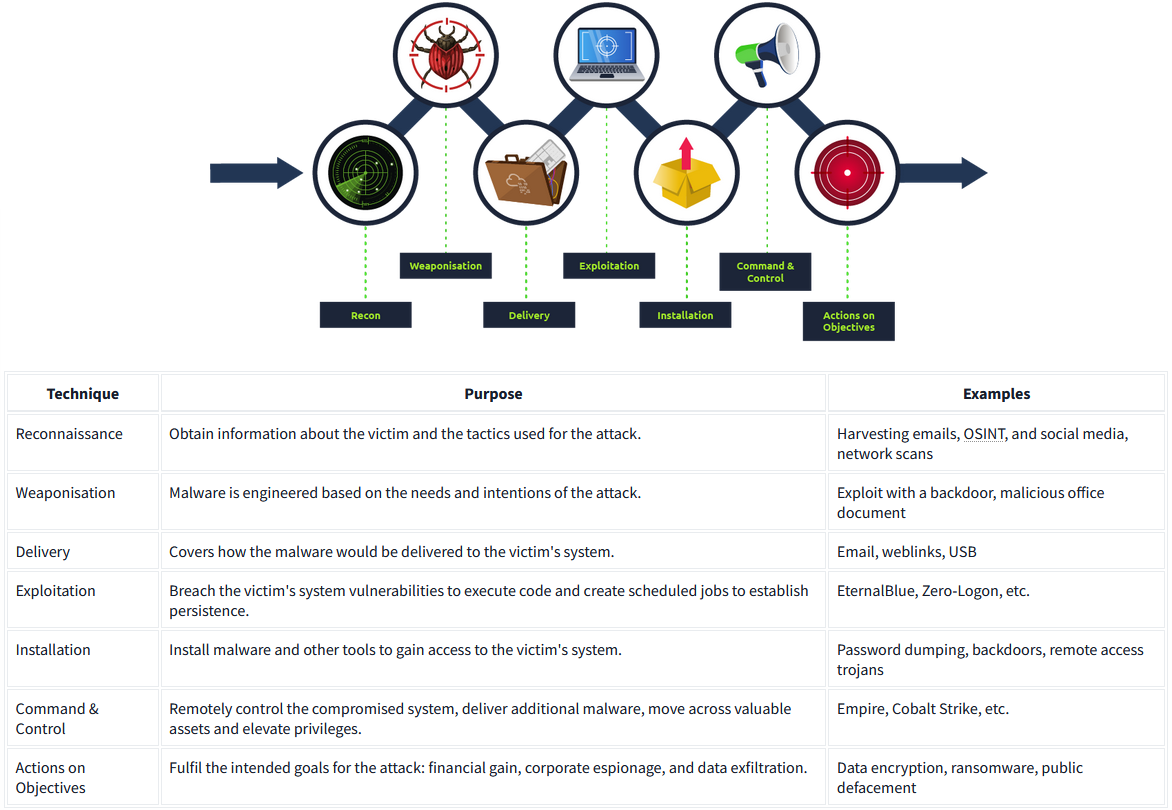 Weaponisation
Exploitation
Command &
Control
Recon
Delivery
Installation
Actions on
Objectives
Technique
Purpose
Examples
Reconnaissance
Obtain information about the victim and the tactics used for the attack.
Harvesting emails, OSINT, and social media,
network scans
Weaponisation
Malware is engineered based on the needs and intentions of the attack.
Exploit with a backdoor, malicious office
document
Delivery
Covers how the malware would be delivered to the victim's system.
Email, weblinks, USB
Exploitation
Breach the victim's system vulnerabilities to execute code and create scheduled jobs to establish
persistence.
EternalBlue, Zero-Logon, etc.
Installation
Install malware and other tools to gain access to the victim's system.
Password dumping, backdoors, remote access
trojans
Command &
Control
Remotely control the compromised system, deliver additional malware, move across valuable
assets and elevate privileges.
Empire, Cobalt Strike, etc.
Actions on
Objectives
Fulfil the intended goals for the attack: financial gain, corporate espionage, and data exfiltration.
Data encryption, ransomware, public
defacement